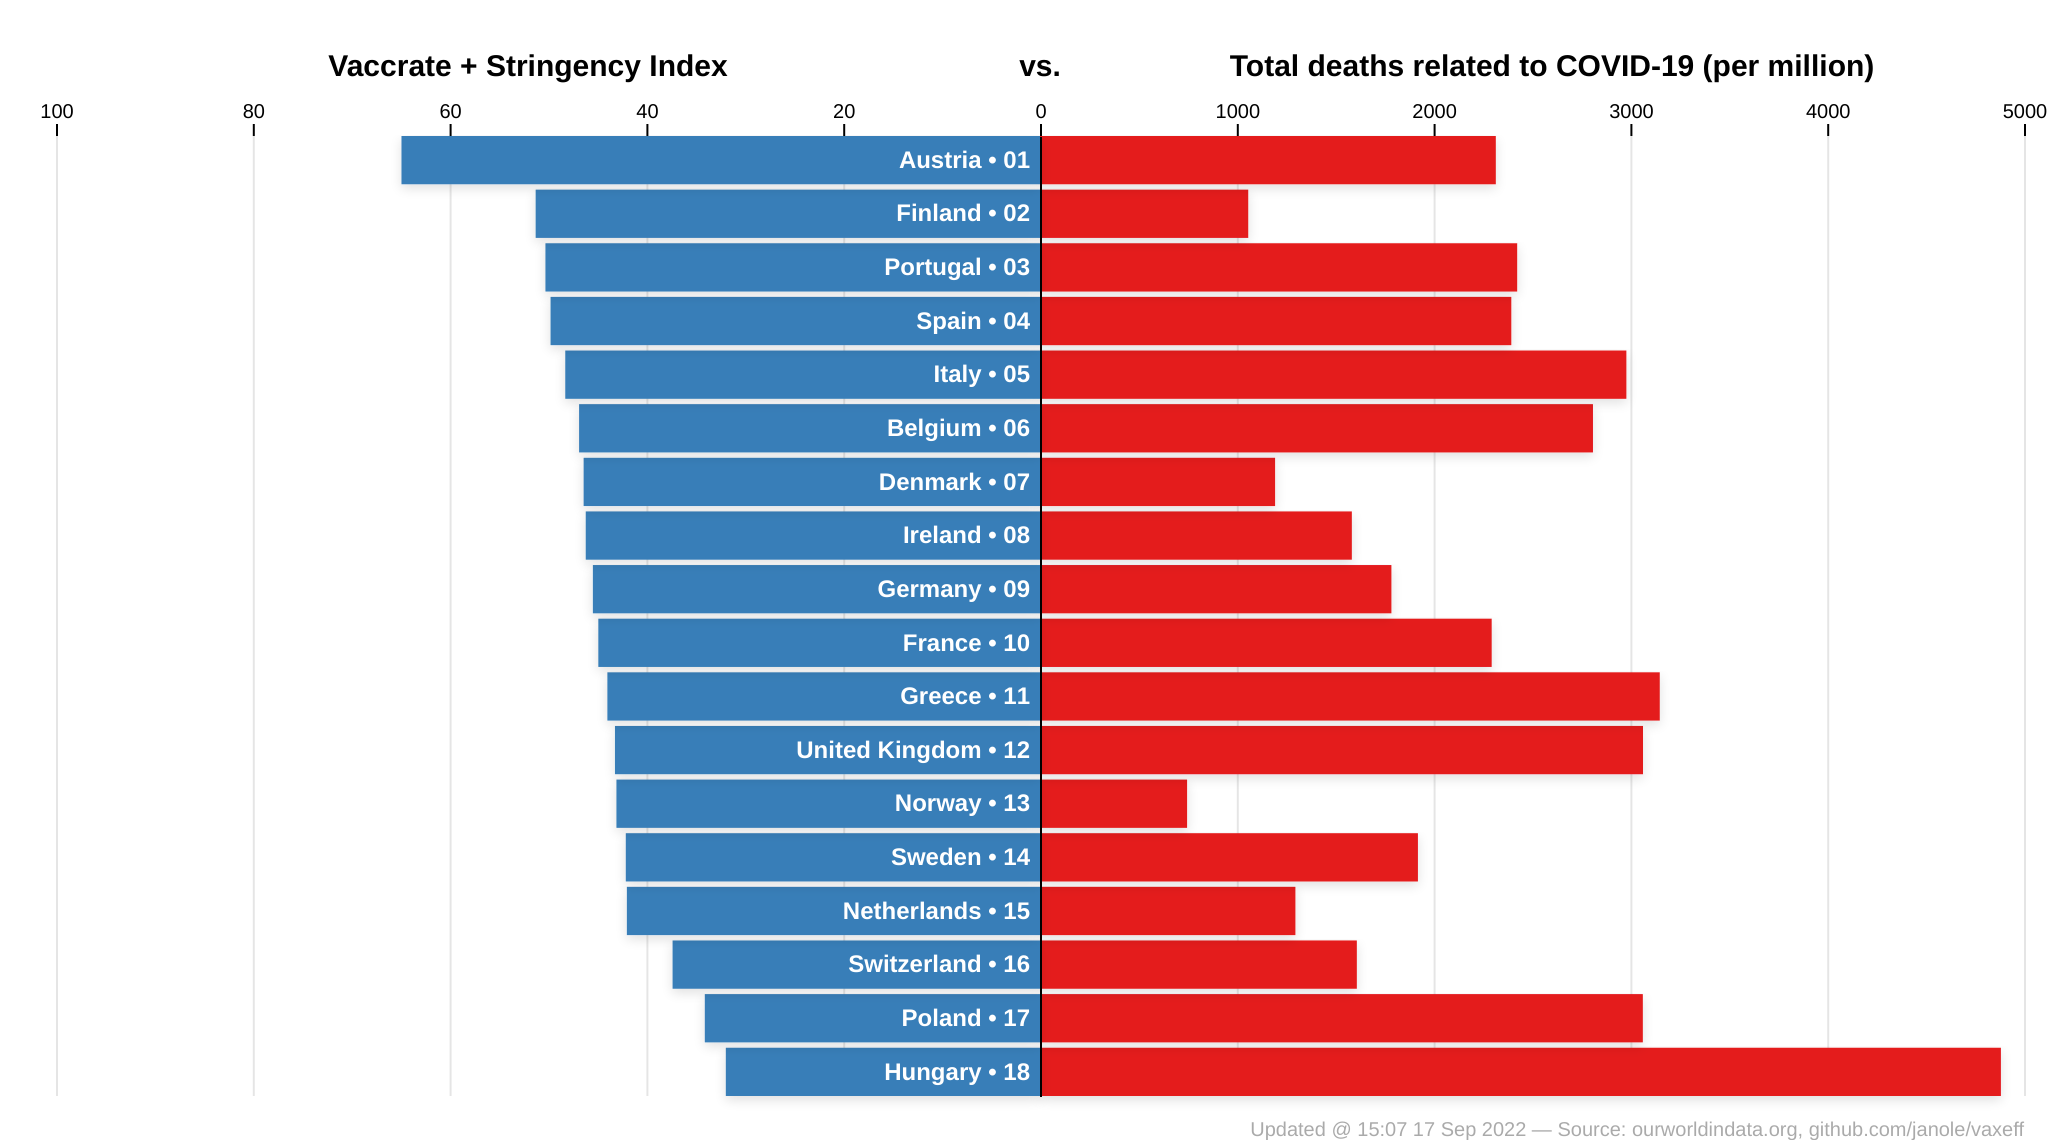 Vaccrate + Stringency Index vs. Total deaths related to COVID-19 (per million)
100 80 60 40 20 0 1000 2000 3000 4000 5000
Austria • 01
Finland • 02
Portugal • 03
Spain • 04
Italy • 05
Belgium • 06
Denmark • 07
Ireland • 08
Germany • 09
France • 10
Greece • 11
United Kingdom • 12
Norway • 13
Sweden • 14
Netherlands • 15
Switzerland • 16
Poland • 17
Hungary • 18
Updated @ 15:07 17 Sep 2022 — Source: ourworldindata.org, github.com/janole/vaxeff